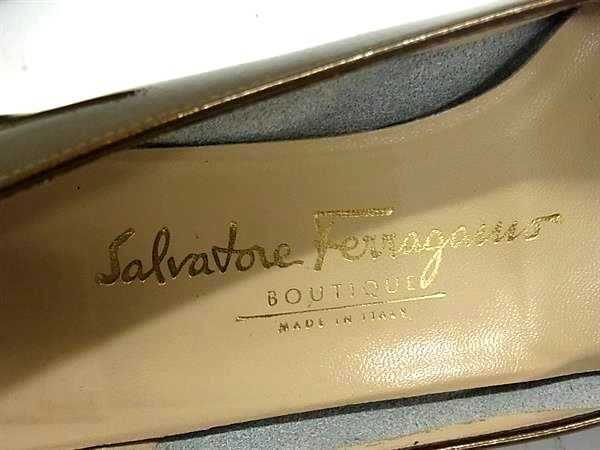 Salvatore Ferragamo
BOUTIQUE
MADE IN ITALY